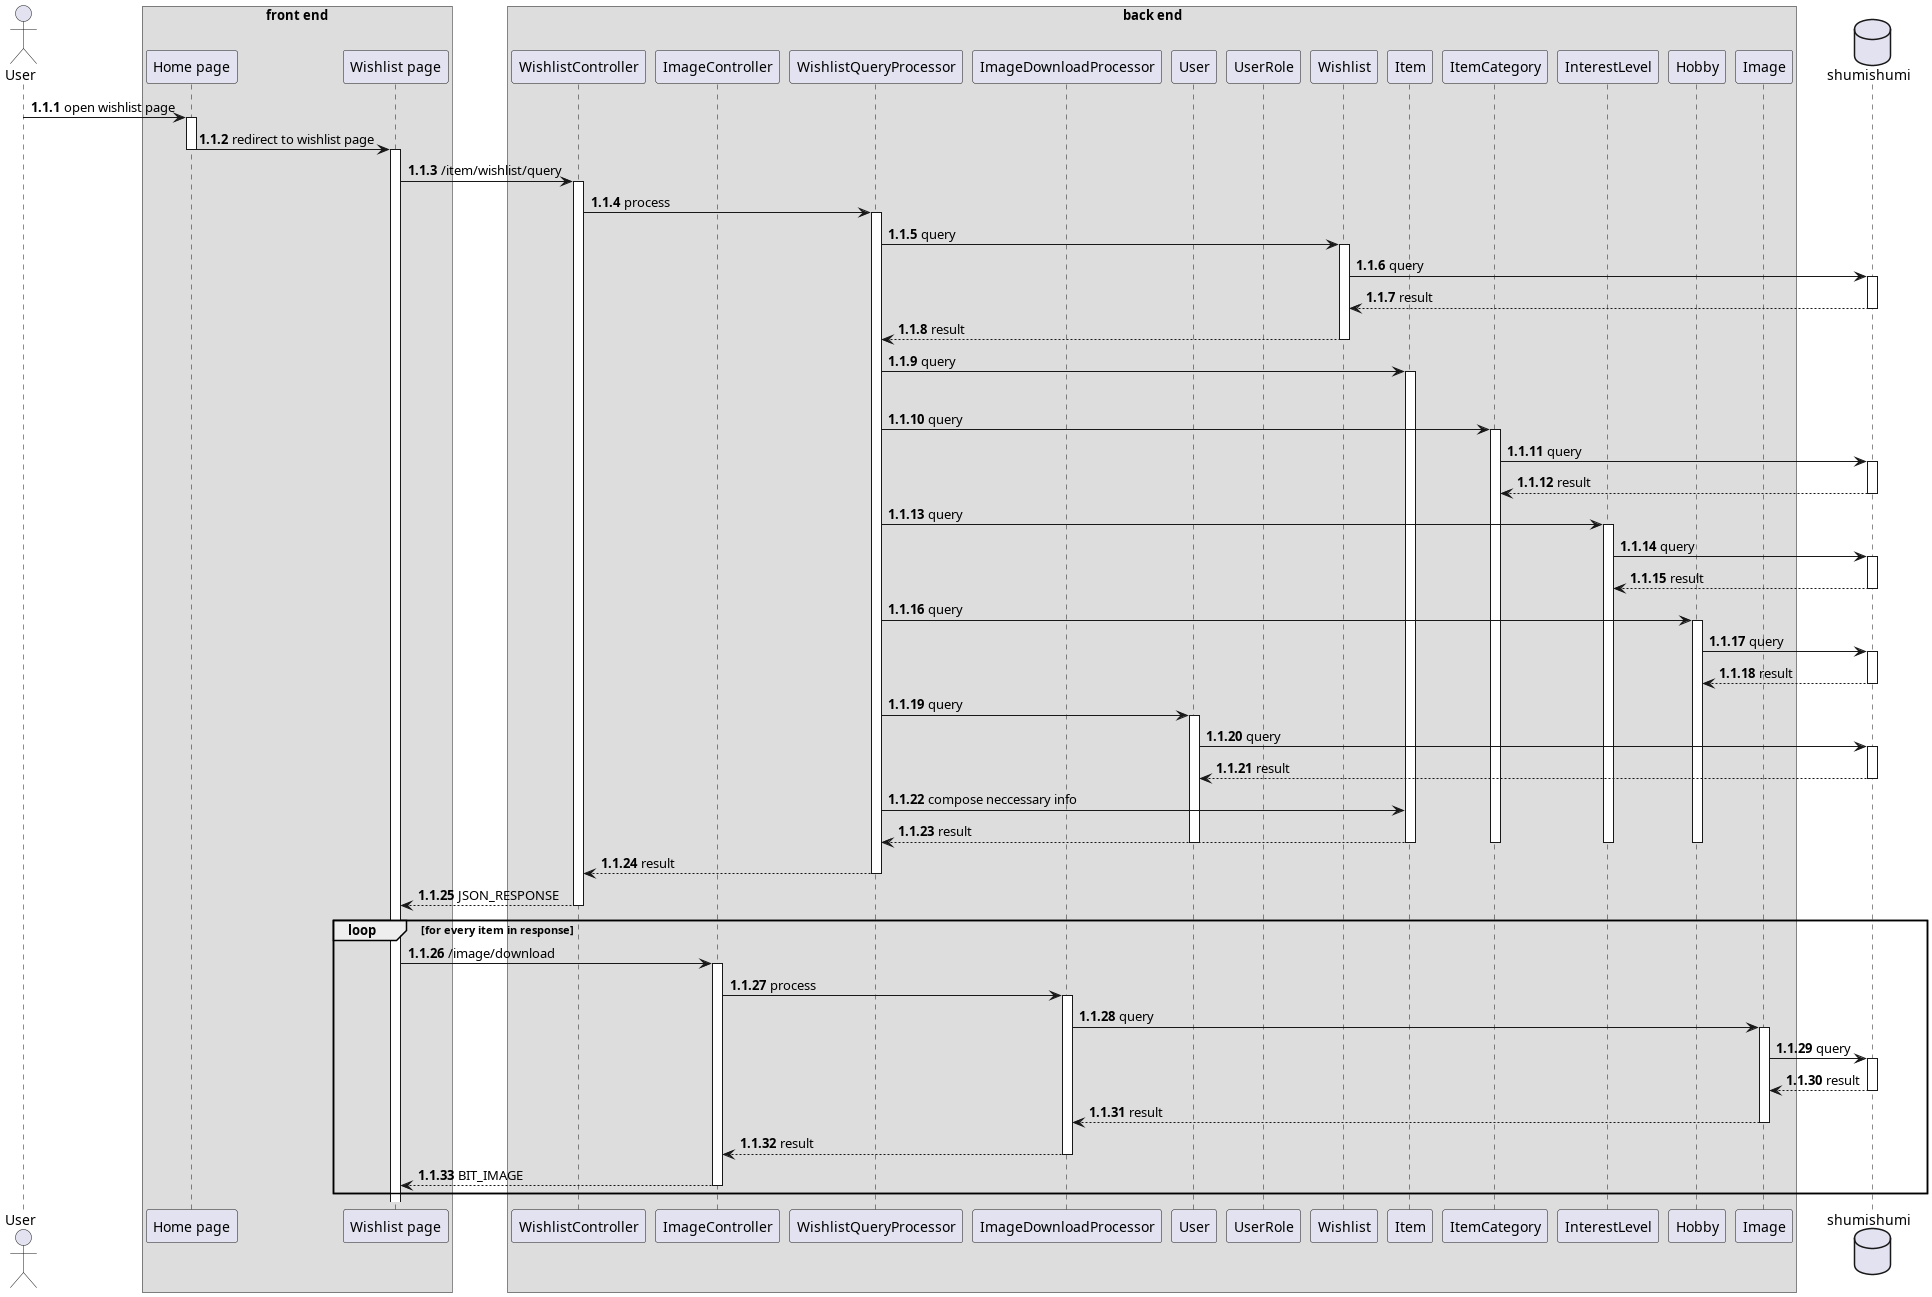 front end
back end
User
Home page
Wishlist page
WishlistController
ImageController
WishlistQueryProcessor
ImageDownloadProcessor
User
UserRole
Wishlist
Item
ItemCategory
InterestLevel
Hobby
Image
shumishumi
1.1.1 open wishlist page
1.1.2 redirect to wishlist page
1.1.3 /item/wishlist/query
1.1.4 process
1.1.5 query
1.1.6 query
1.1.7 result
1.1.8 result
1.1.9 query
1.1.10 query
1.1.11 query
1.1.12 result
1.1.13 query
1.1.14 query
1.1.15 result
1.1.16 query
1.1.17 query
1.1.18 result
1.1.19 query
1.1.20 query
1.1.21 result
1.1.22 compose neccessary info
1.1.23 result
1.1.24 result
1.1.25 JSON_RESPONSE
loop [for every item in response]
1.1.26 /image/download
1.1.27 process
1.1.28 query
1.1.29 query
1.1.30 result
1.1.31 result
1.1.32 result
1.1.33 BIT_IMAGE
User
Home page
Wishlist page
WishlistController
ImageController
WishlistQueryProcessor
ImageDownloadProcessor
User
UserRole
Wishlist
Item
ItemCategory
InterestLevel
Hobby
Image
shumishumi